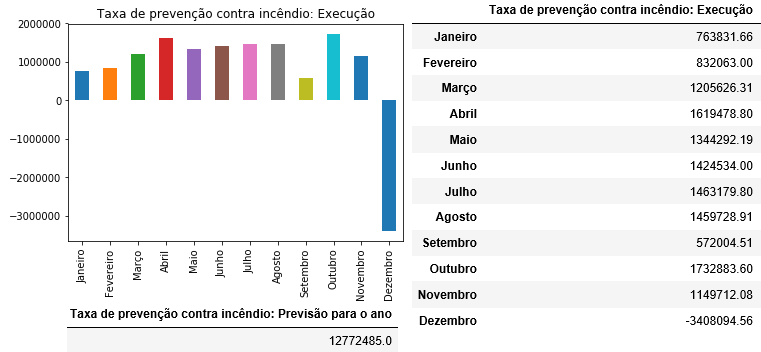 Taxa de prevenção contra incêndio: Execução
2000000
1000000
0
−1000000
−2000000
−3000000
Janeiro
Fevereiro
Março
Abril
Maio
Junho
Julho
Agosto
Setembro
Outubro
Novembro
Dezembro
Taxa de prevenção contra incêndio: Previsão para o ano
12772485.0
Taxa de prevenção contra incêndio: Execução
Janeiro 763831.66
Fevereiro 832063.00
Março 1205626.31
Abril 1619478.80
Maio 1344292.19
Junho 1424534.00
Julho 1463179.80
Agosto 1459728.91
Setembro 572004.51
Outubro 1732883.60
Novembro 1149712.08
Dezembro -3408094.56